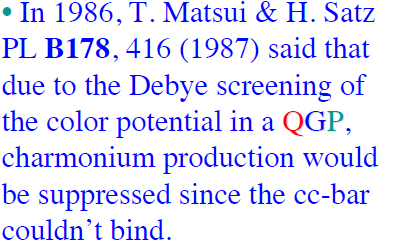 • In 1986, T. Matsui & H. Satz
PL B178, 416 (1987) said that
due to the Debye screening of
the color potential in a QGP,
charmonium production would
be suppressed since the cc-bar
couldn't bind.